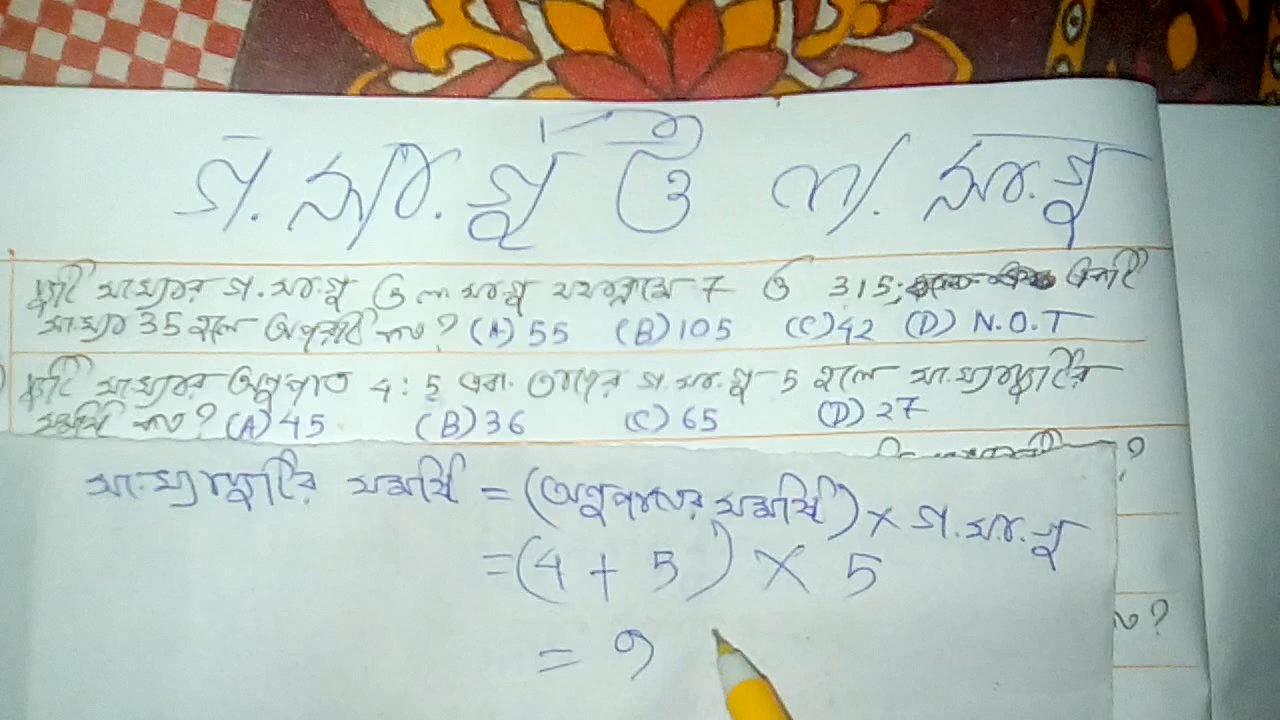 গ. সা. গু ও ল. সা. গু
দুটি সংখ্যার গ. সা. গু ও ল. সা. গু যথাক্রমে 7 ও 315; একটি
সংখ্যা 35 হলে অপরটি কত? (A) 55 (B) 105 (C) 42 (D) N.O.T
দুটি সংখ্যার অনুপাত 4 : 5 এবং তাদের গ. সা. গু 5 হলে সংখ্যাদুটির
সমষ্টি কত? (A) 45 (B) 36 (C) 65 (D) 27
সংখ্যাদুটির সমষ্টি = (অনুপাতের সমষ্টি) × গ. সা. গু
= (4 + 5) × 5
= 9